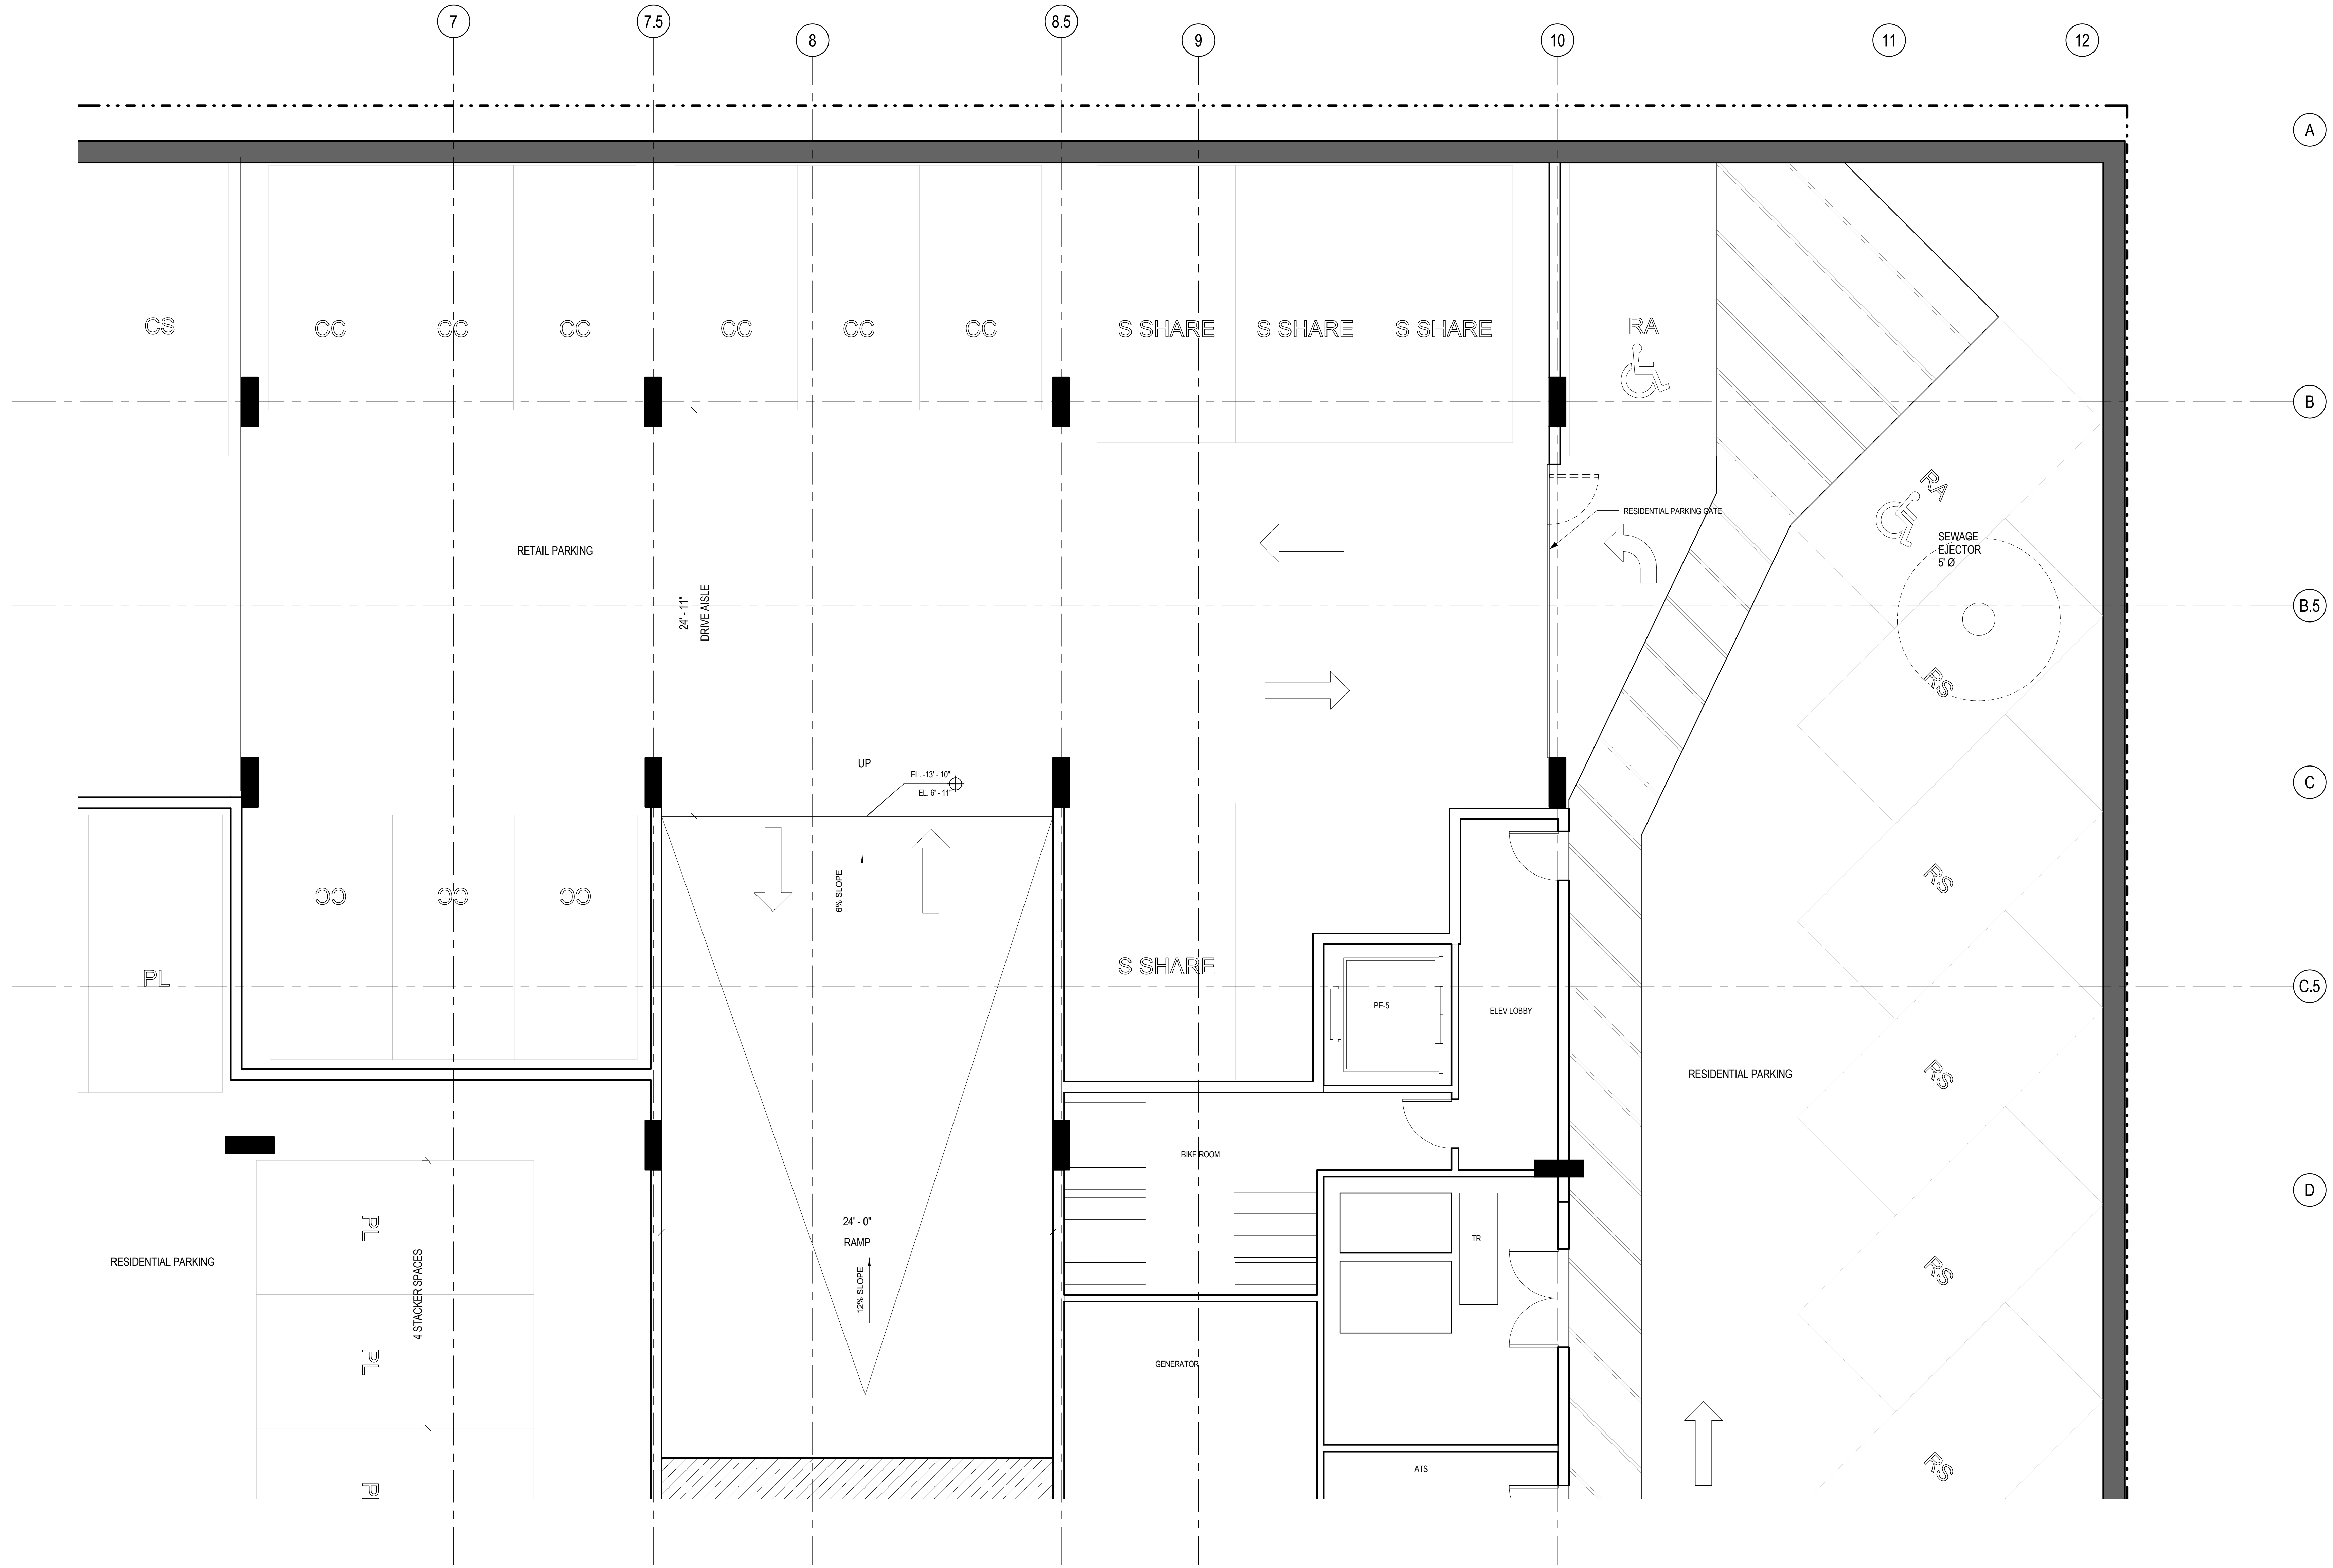 7
7.5
8
8.5
9
10
11
12
A
B
B.5
C
C.5
D
CS
CC
CC
CC
CC
CC
CC
S SHARE
S SHARE
S SHARE
RA
RA
RESIDENTIAL PARKING GATE
RETAIL PARKING
SEWAGE
EJECTOR
5' Ø
24' - 11"
DRIVE AISLE
RS
UP
EL. -13' - 10"
EL. 6' - 11"
6% SLOPE
CC
CC
CC
RS
PL
S SHARE
PE-5
ELEV LOBBY
RS
RESIDENTIAL PARKING
BIKE ROOM
PL
24' - 0"
RAMP
TR
RESIDENTIAL PARKING
4 STACKER SPACES
12% SLOPE
RS
PL
GENERATOR
ATS
RS